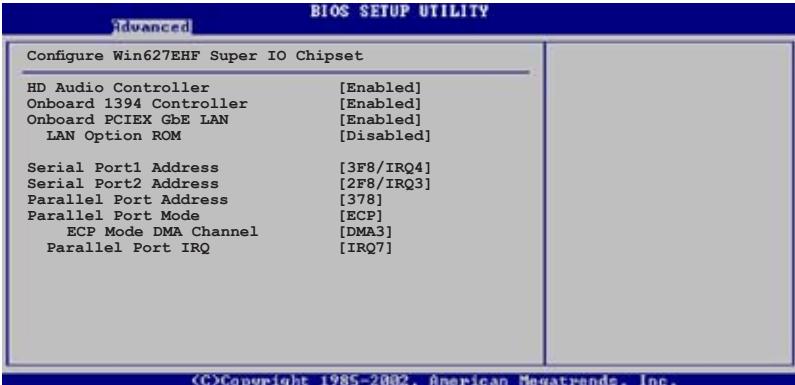 BIOS SETUP UTILITY
Advanced
Configure Win627EHF Super IO Chipset
HD Audio Controller [Enabled]
Onboard 1394 Controller [Enabled]
Onboard PCIEX GbE LAN [Enabled]
LAN Option ROM [Disabled]
Serial Port1 Address [3F8/IRQ4]
Serial Port2 Address [2F8/IRQ3]
Parallel Port Address [378]
Parallel Port Mode [ECP]
ECP Mode DMA Channel [DMA3]
Parallel Port IRQ [IRQ7]
(C)Copyright 1985-2002, American Megatrends, Inc.